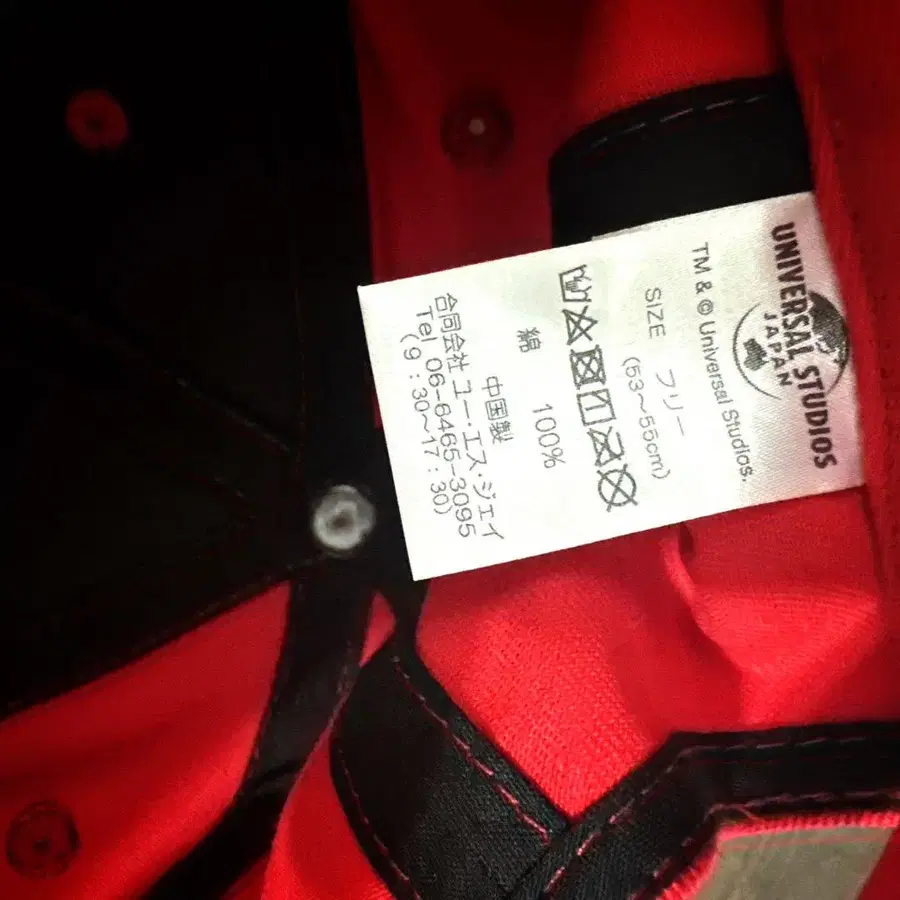 UNIVERSAL STUDIOS
JAPAN
TM & © Universal Studios.
SIZE フリー
(53～55cm)
綿 100%
中国製
合同会社 ユー・エス・ジェイ
Tel 06-6465-3095
(9:30～17:30)